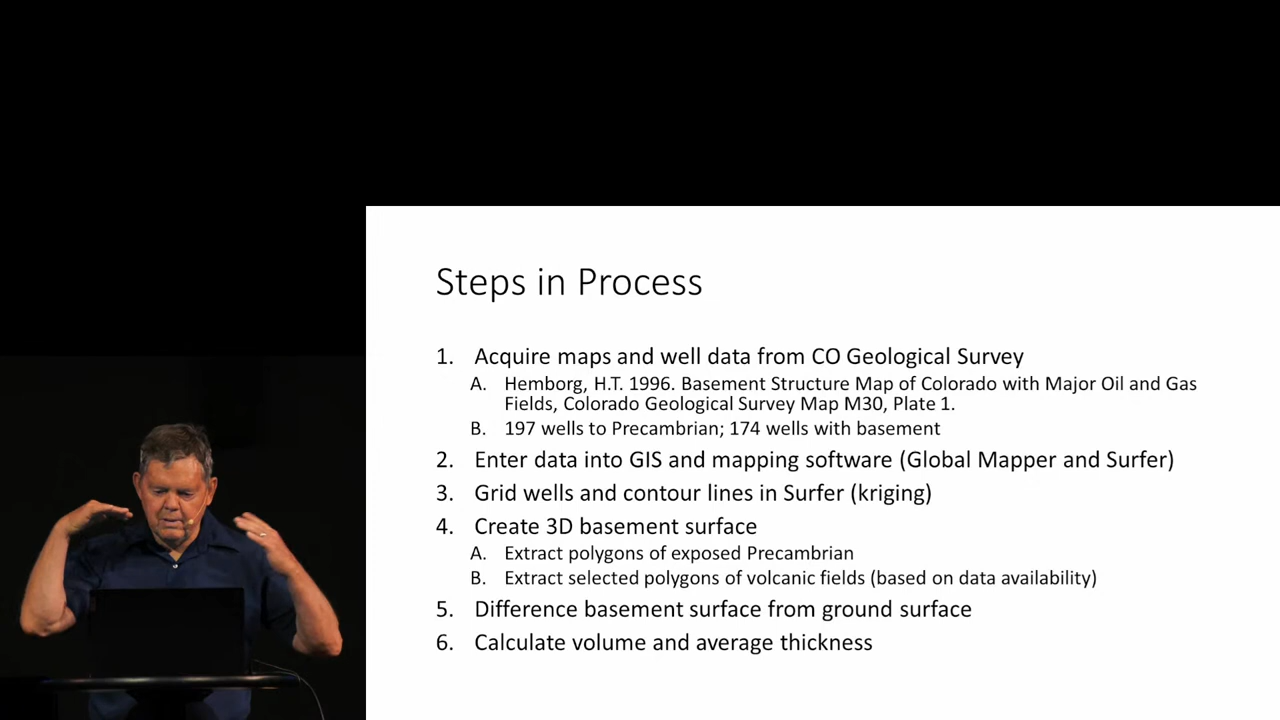 Steps in Process
1. Acquire maps and well data from CO Geological Survey
A. Hemborg, H.T. 1996. Basement Structure Map of Colorado with Major Oil and Gas
Fields, Colorado Geological Survey Map M30, Plate 1.
B. 197 wells to Precambrian; 174 wells with basement
2. Enter data into GIS and mapping software (Global Mapper and Surfer)
3. Grid wells and contour lines in Surfer (kriging)
4. Create 3D basement surface
A. Extract polygons of exposed Precambrian
B. Extract selected polygons of volcanic fields (based on data availability)
5. Difference basement surface from ground surface
6. Calculate volume and average thickness